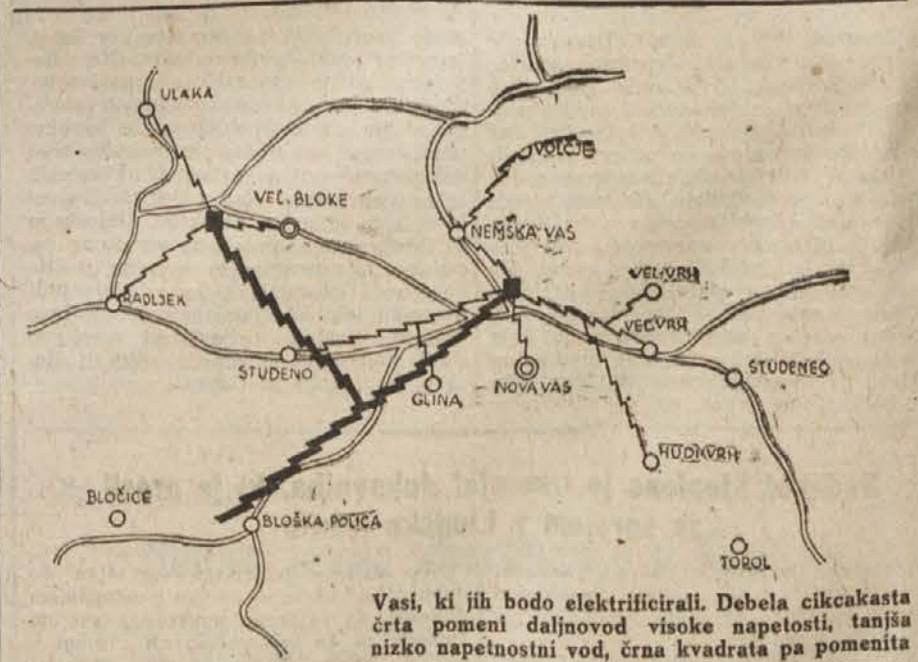 ULAKA
VOLČJE
VEL. BLOKE
NEMŠKA VAS
VEL. VRH
RADLJEK
VEL. VRH
STUDENO
STUDENEC
GLINA
NOVA VAS
HUDI VRH
BLOČICE
BLOŠKA POLICA
TOPOL
Vasi, ki jih bodo elektrificirali. Debela cikcakasta
črta pomeni daljnovod visoke napetosti, tanjša
nizko napetnostni vod, črna kvadrata pa pomenita